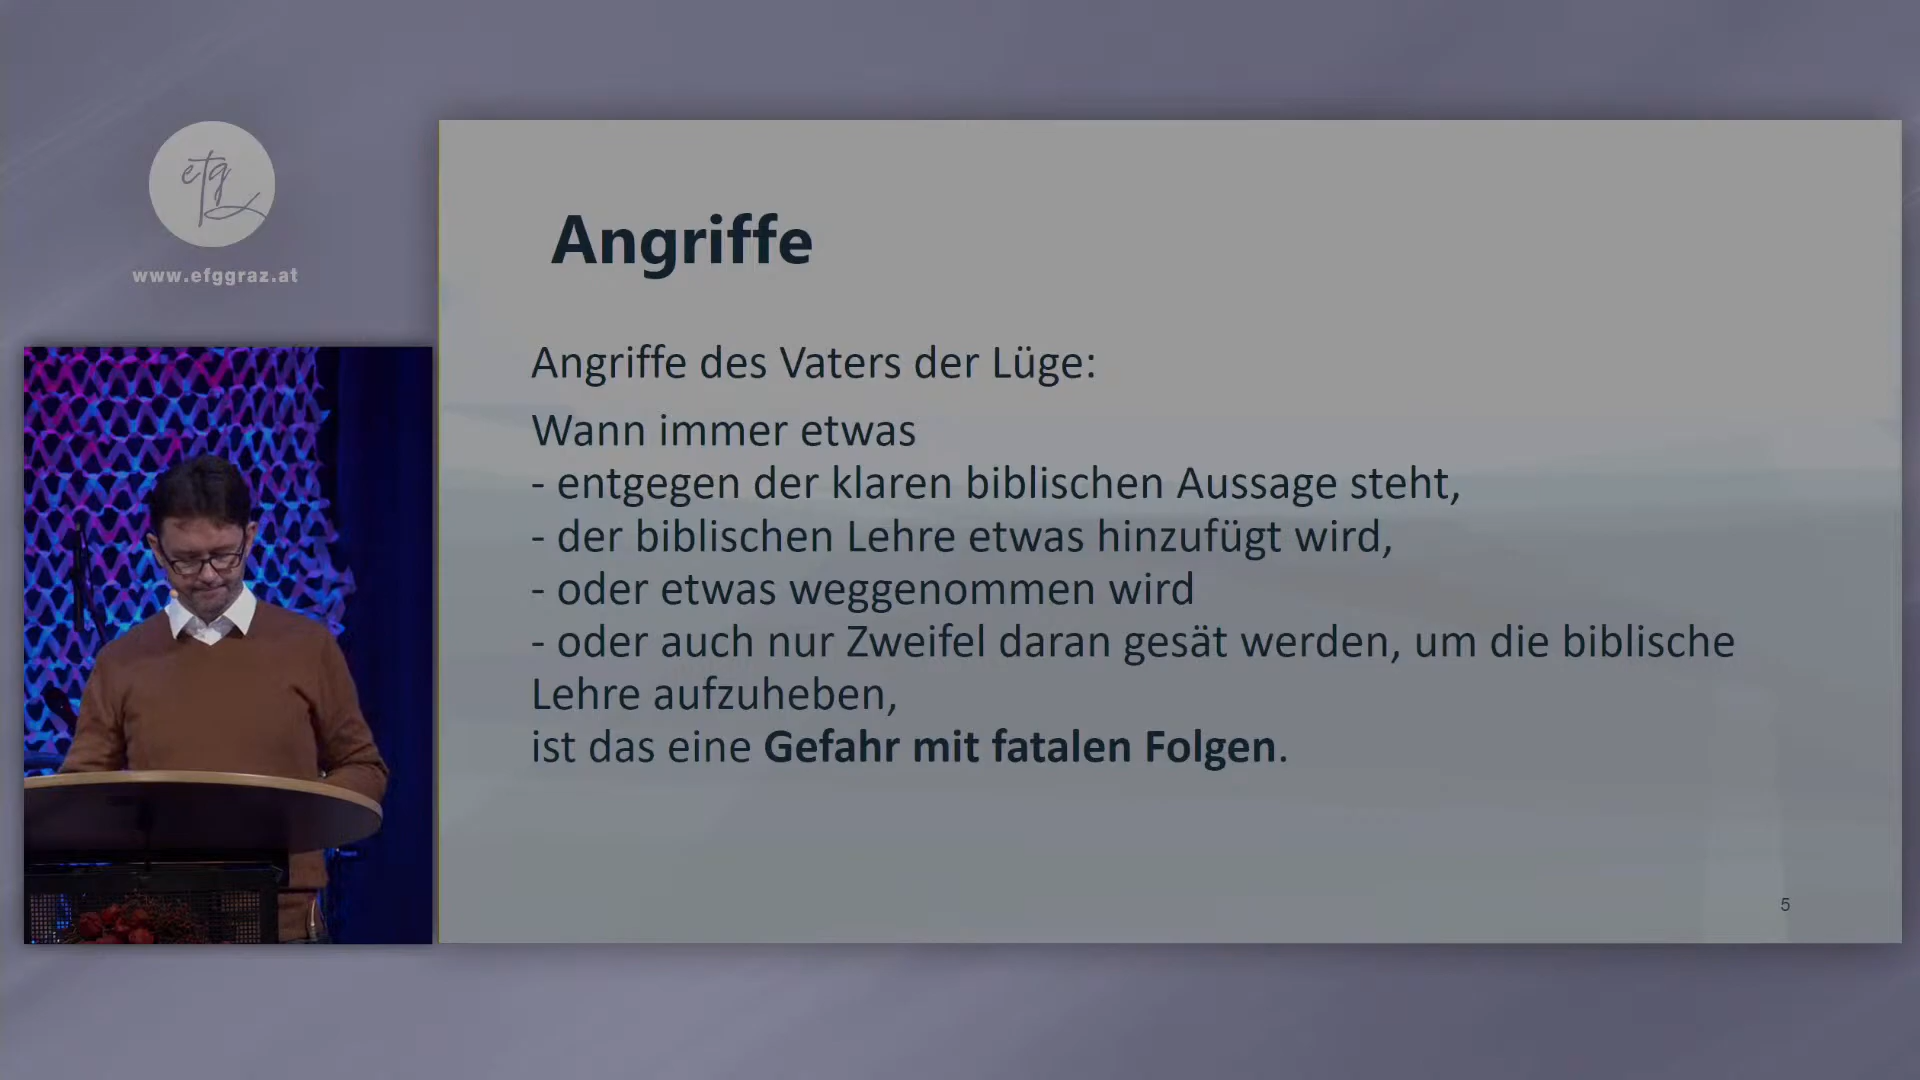 efg
www.efggraz.at
Angriffe
Angriffe des Vaters der Lüge:
Wann immer etwas
- entgegen der klaren biblischen Aussage steht,
- der biblischen Lehre etwas hinzufügt wird,
- oder etwas weggenommen wird
- oder auch nur Zweifel daran gesät werden, um die biblische
Lehre aufzuheben,
ist das eine Gefahr mit fatalen Folgen.
5